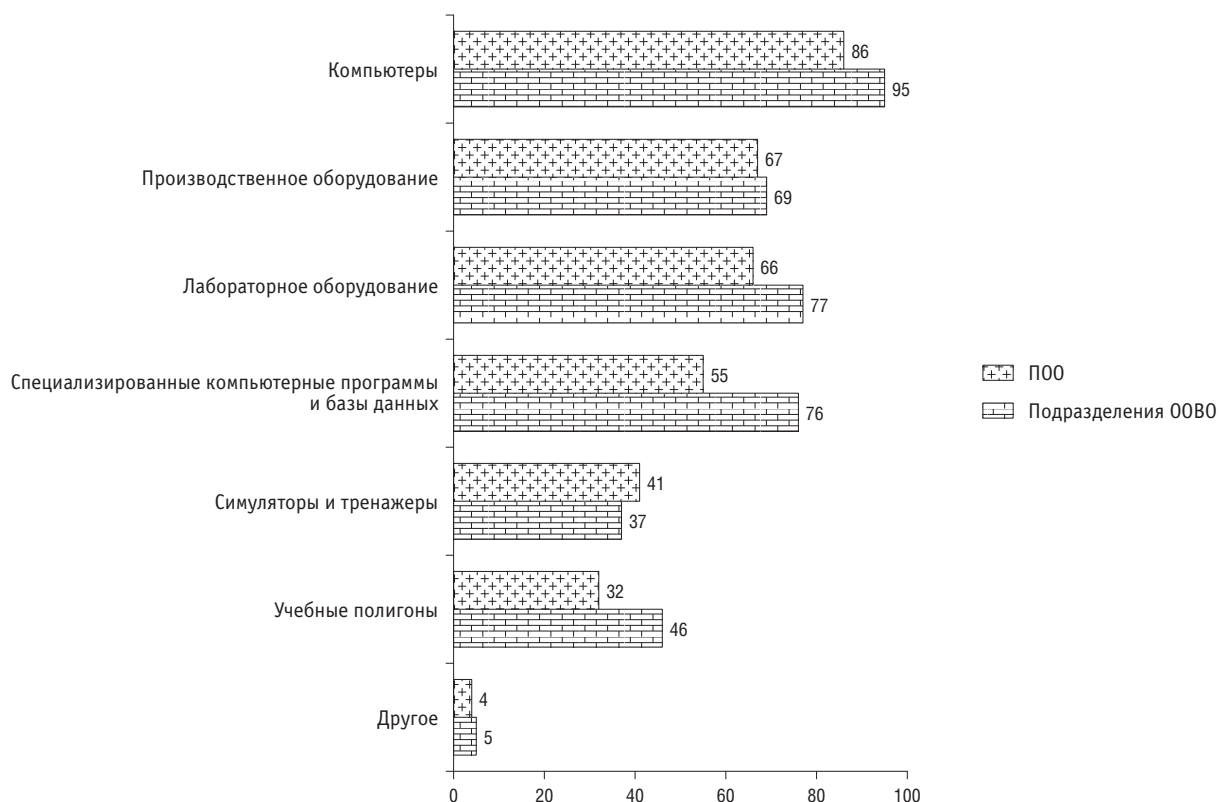 Компьютеры
86
95
Производственное оборудование
67
69
Лабораторное оборудование
66
77
Специализированные компьютерные программы
и базы данных
55
76
Симуляторы и тренажеры
41
37
Учебные полигоны
32
46
Другое
4
5
0 20 40 60 80 100
ПОО
Подразделения ООВО